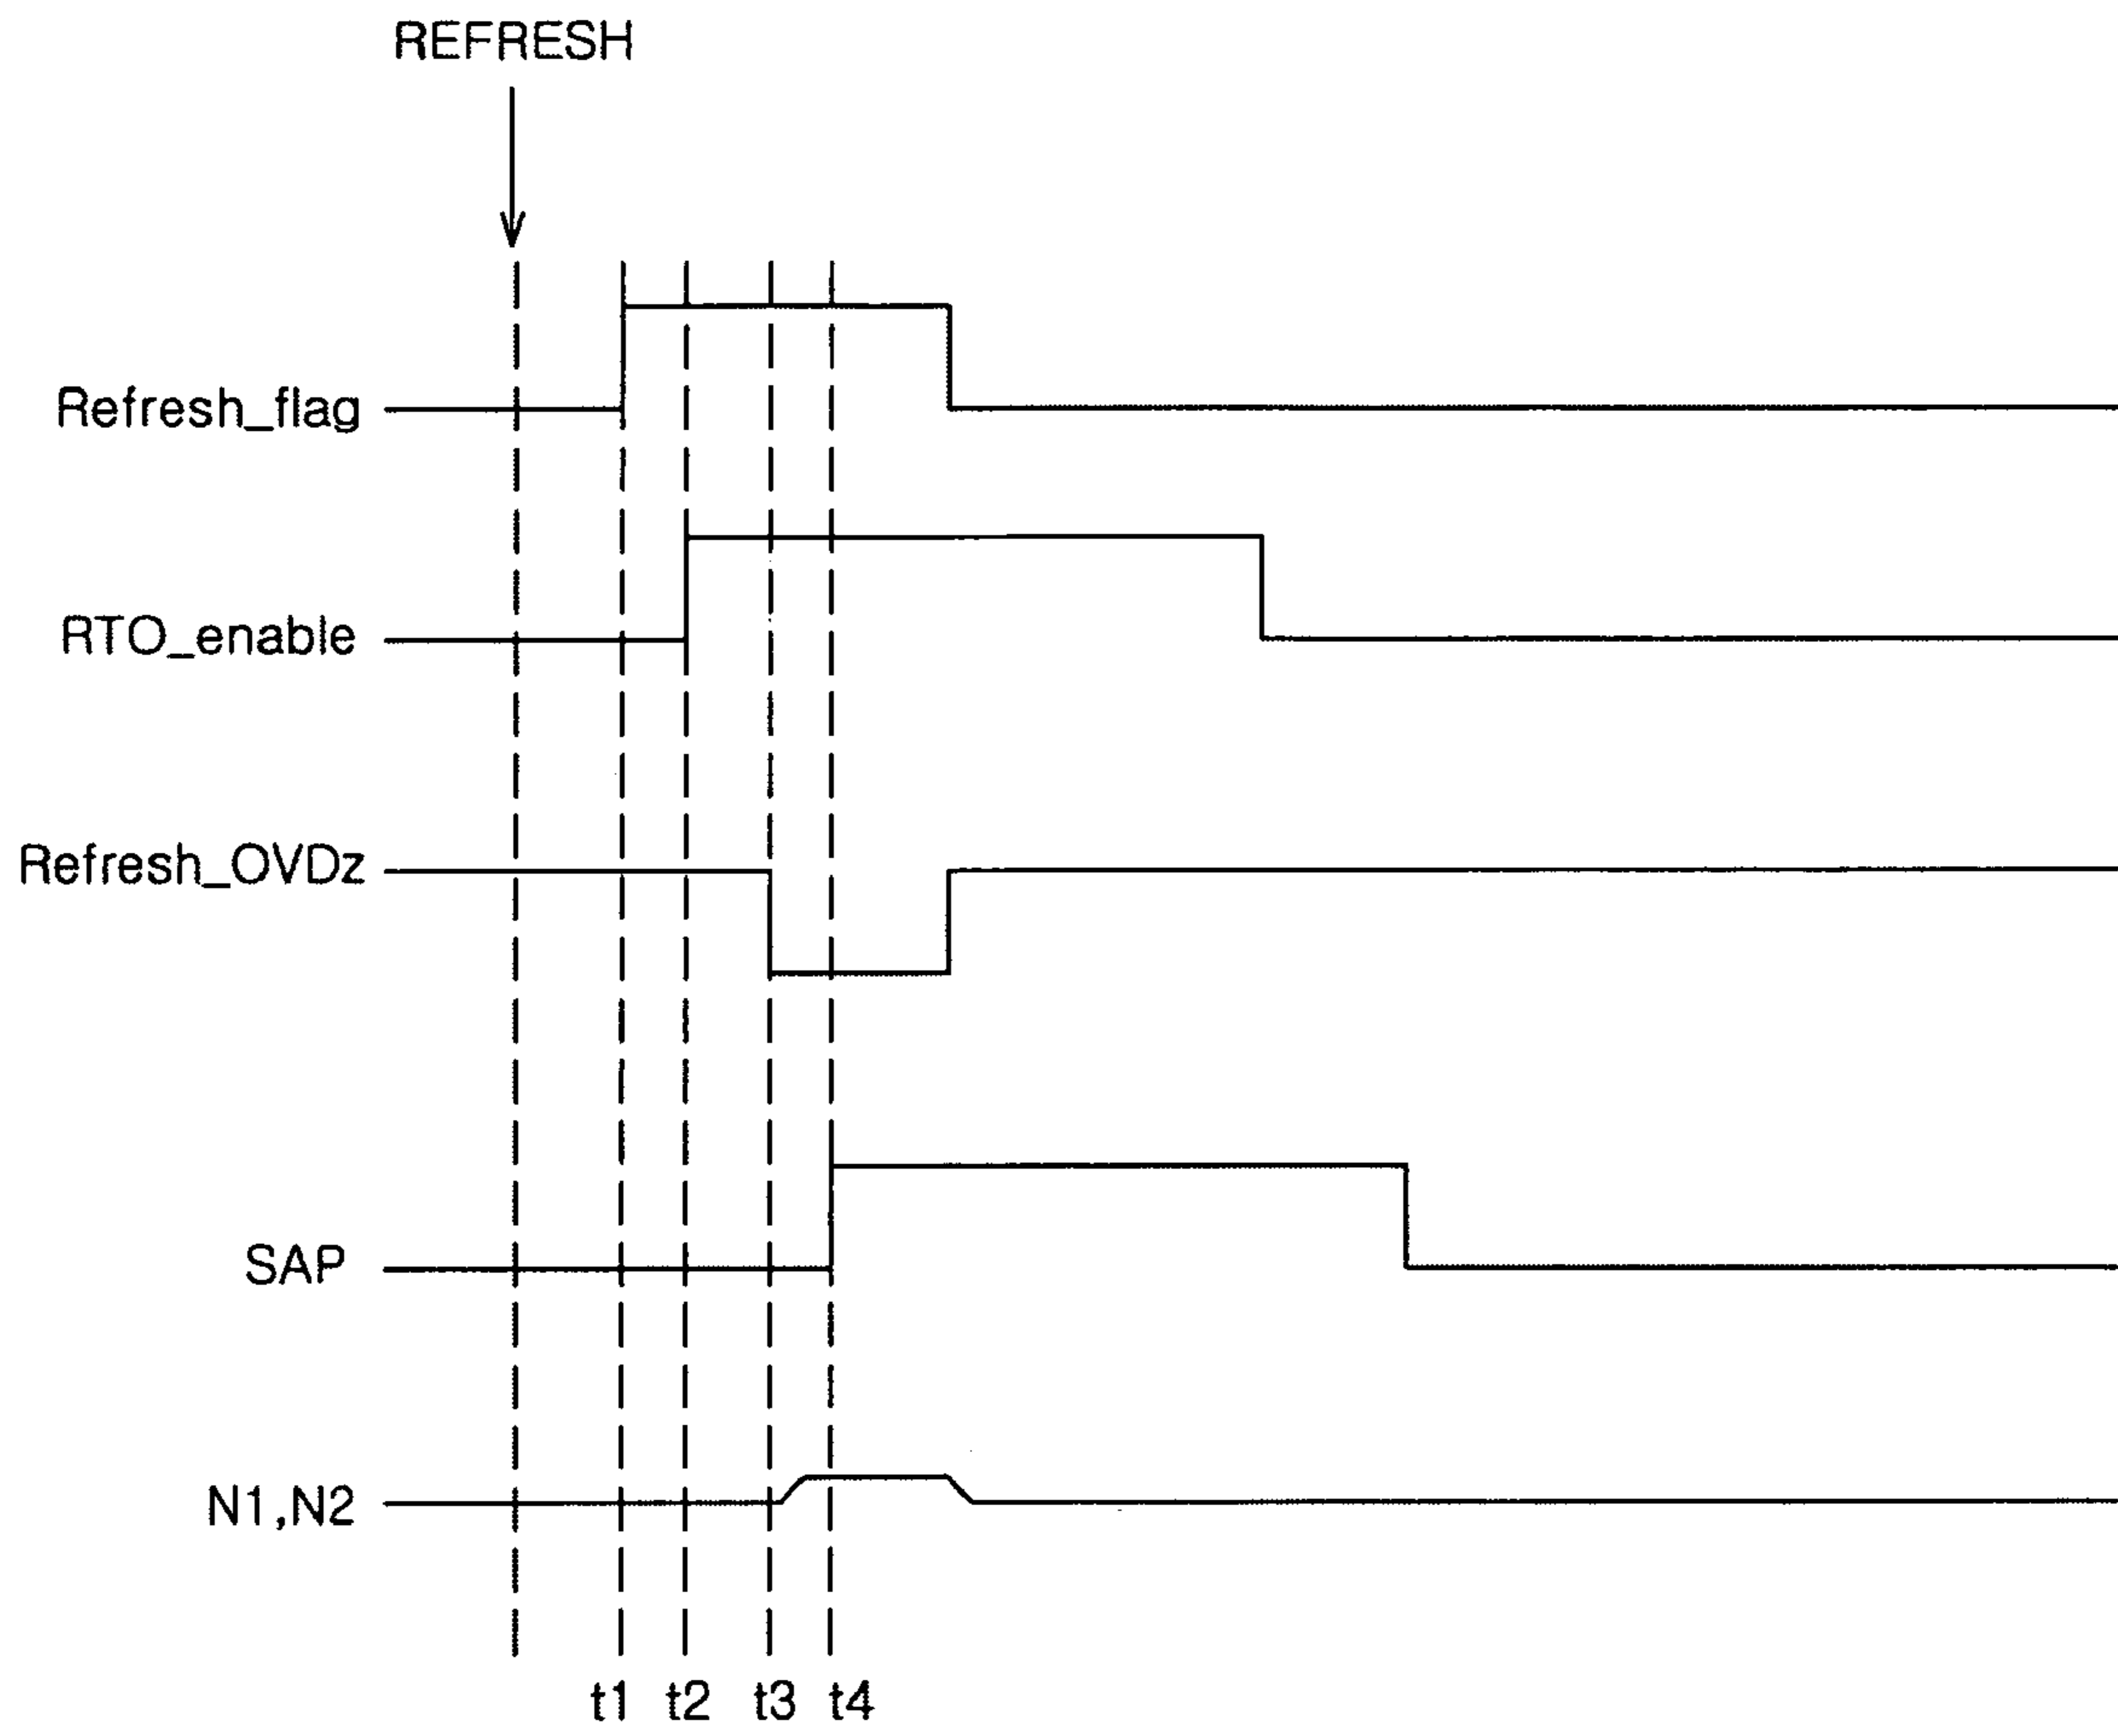 REFRESH
Refresh_flag
RTO_enable
Refresh_OVDz
SAP
N1,N2
t1 t2 t3 t4